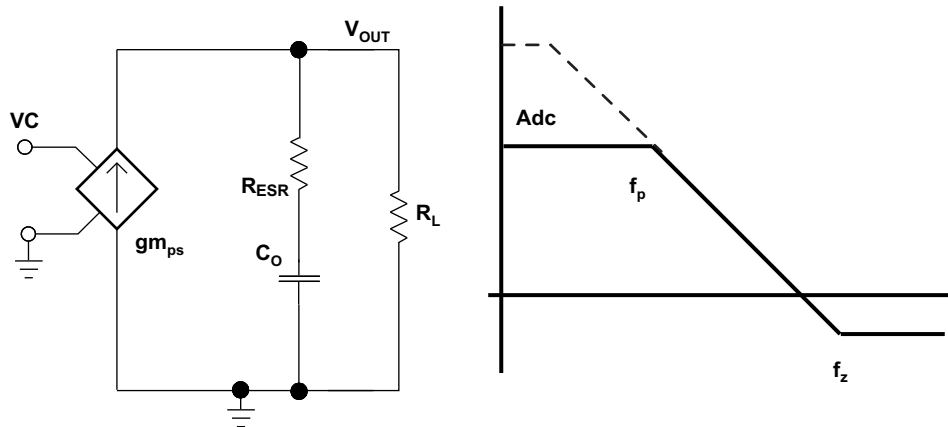 V_OUT
VC
R_ESR
C_O
R_L
gm_ps
Adc
f_p
f_z